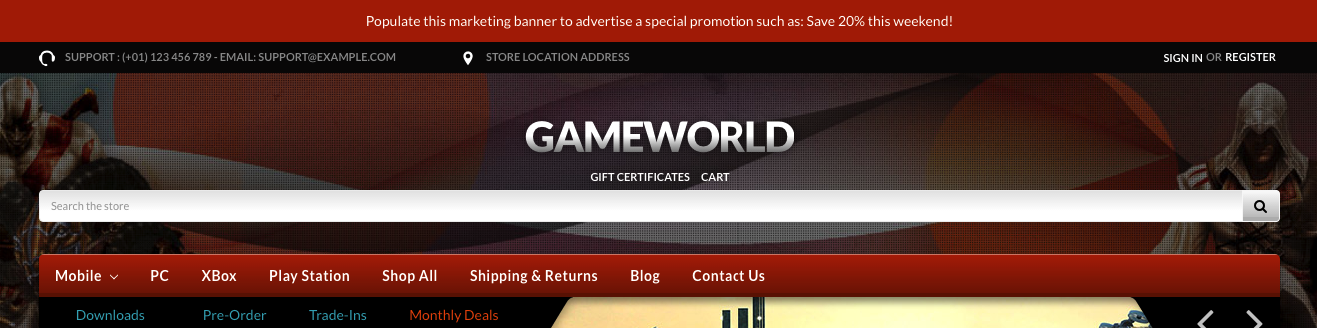 Populate this marketing banner to advertise a special promotion such as: Save 20% this weekend!
SUPPORT : (+01) 123 456 789 - EMAIL: SUPPORT@EXAMPLE.COM STORE LOCATION ADDRESS SIGN IN OR REGISTER
GAMEWORLD
GIFT CERTIFICATES CART
Search the store
Mobile PC XBox Play Station Shop All Shipping & Returns Blog Contact Us
Downloads Pre-Order Trade-Ins Monthly Deals